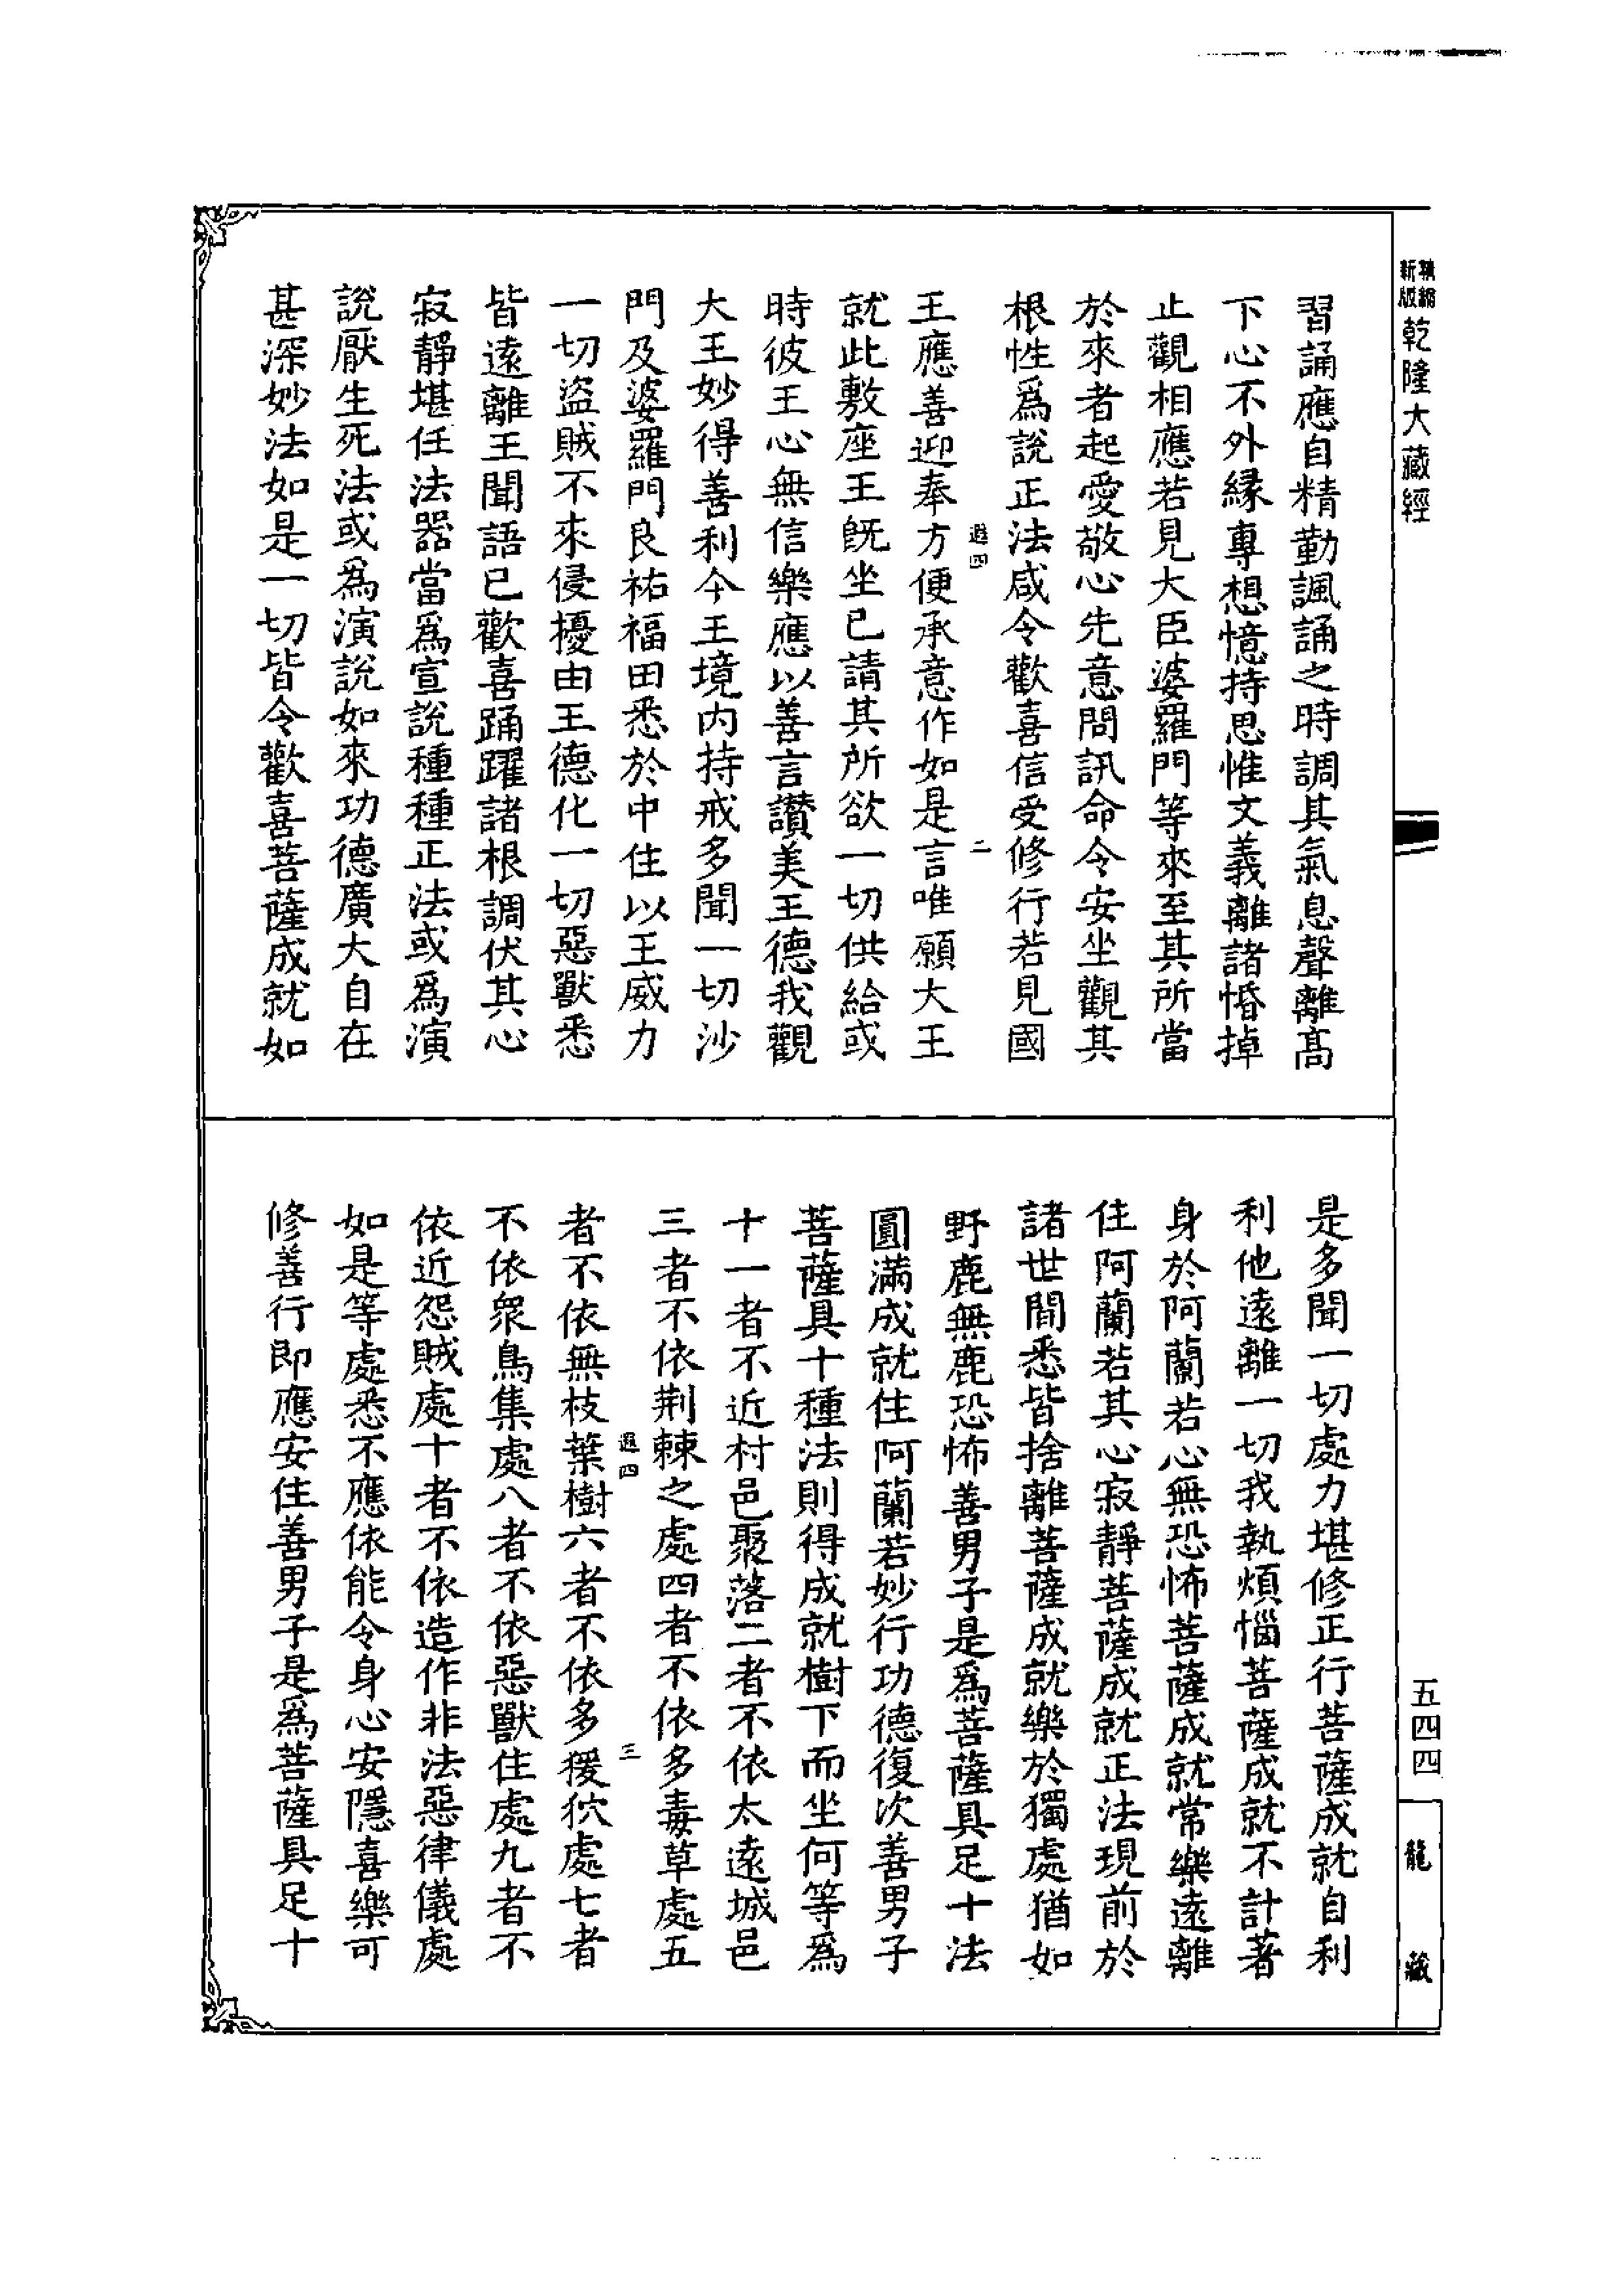 精縮
新版
乾隆大藏經
習誦應自精勤諷誦之時調其氣息聲離高
下心不外緣專想憶持思惟文義離諸惛掉
止觀相應若見大臣婆羅門等來至其所當
於來者起愛敬心先意問訊命令安坐觀其
根性爲說正法咸令歡喜信受修行若見國
遐四 二
王應善迎奉方便承意作如是言唯願大王
就此敷座王既坐已請其所欲一切供給或
時彼王心無信樂應以善言讚美王德我觀
大王妙得善利今王境內持戒多聞一切沙
門及婆羅門良祐福田悉於中住以王威力
一切盜賊不來侵擾由王德化一切惡獸悉
皆遠離王聞語已歡喜踊躍諸根調伏其心
寂靜堪任法器當爲宣說種種正法或爲演
說厭生死法或爲演說如來功德廣大自在
甚深妙法如是一切皆令歡喜菩薩成就如
是多聞一切處力堪修正行菩薩成就自利
利他遠離一切我執煩惱菩薩成就不計著
身於阿蘭若心無恐怖菩薩成就常樂遠離
住阿蘭若其心寂靜菩薩成就正法現前於
諸世間悉皆捨離菩薩成就樂於獨處猶如
野鹿無鹿恐怖善男子是爲菩薩具足十法
圓滿成就住阿蘭若妙行功德復次善男子
菩薩具十種法則得成就樹下而坐何等爲
十一者不近村邑聚落二者不依太遠城邑
三者不依荆棘之處四者不依多毒草處五
遐四 三
者不依無枝葉樹六者不依多猨狖處七者
不依衆鳥集處八者不依惡獸住處九者不
依近怨賊處十者不依造作非法惡律儀處
如是等處悉不應依能令身心安隱喜樂可
修善行即應安住善男子是爲菩薩具足十
五四四
龍藏